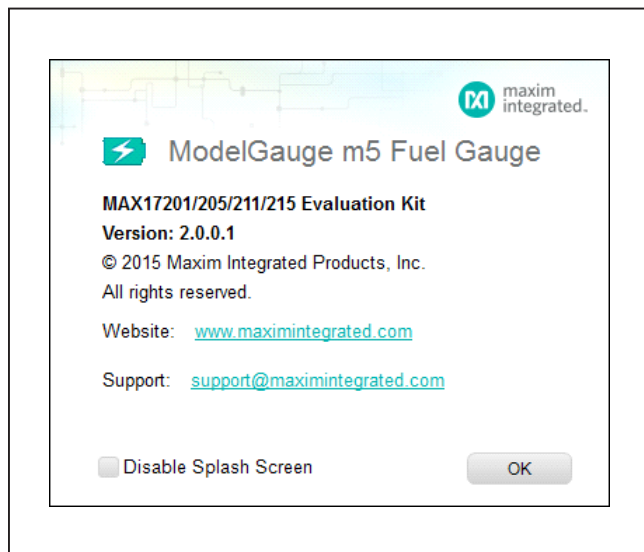 maxim
integrated™
ModelGauge m5 Fuel Gauge
MAX17201/205/211/215 Evaluation Kit
Version: 2.0.0.1
© 2015 Maxim Integrated Products, Inc.
All rights reserved.
Website: www.maximintegrated.com
Support: support@maximintegrated.com
Disable Splash Screen
OK